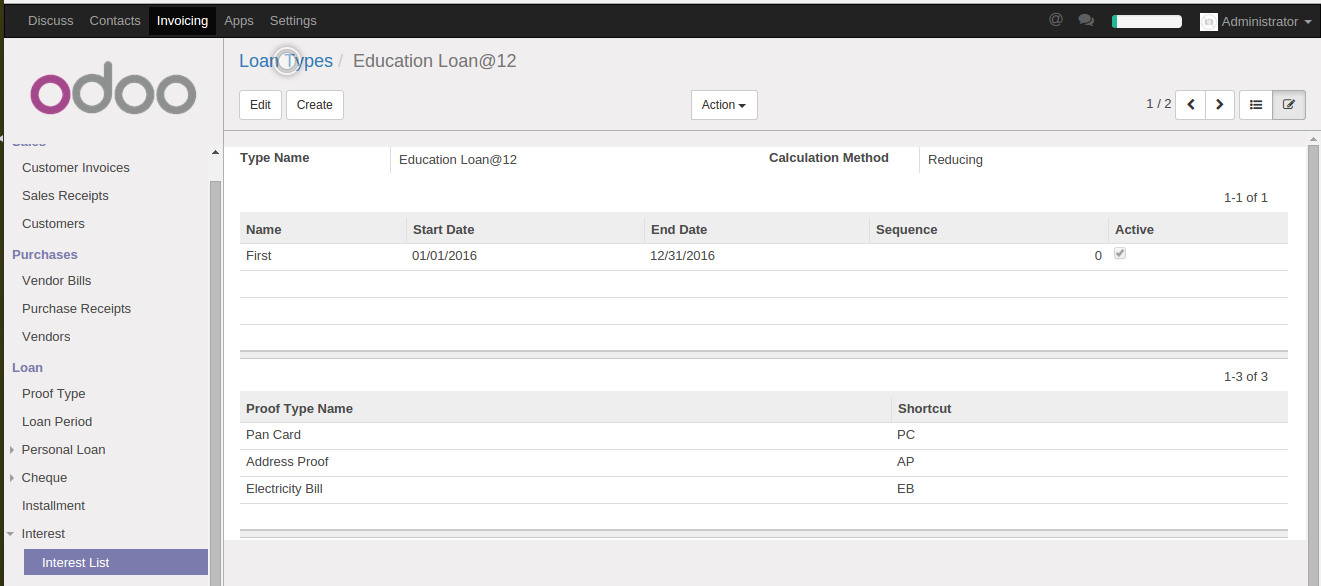 Discuss Contacts Invoicing Apps Settings @ Administrator
odoo
Loan Types / Education Loan@12
Edit Create Action 1 / 2
Sales
Customer Invoices
Sales Receipts
Customers
Purchases
Vendor Bills
Purchase Receipts
Vendors
Loan
Proof Type
Loan Period
Personal Loan
Cheque
Installment
Interest
Interest List
Type Name Education Loan@12 Calculation Method Reducing
1-1 of 1
Name Start Date End Date Sequence Active
First 01/01/2016 12/31/2016 0
1-3 of 3
Proof Type Name Shortcut
Pan Card PC
Address Proof AP
Electricity Bill EB